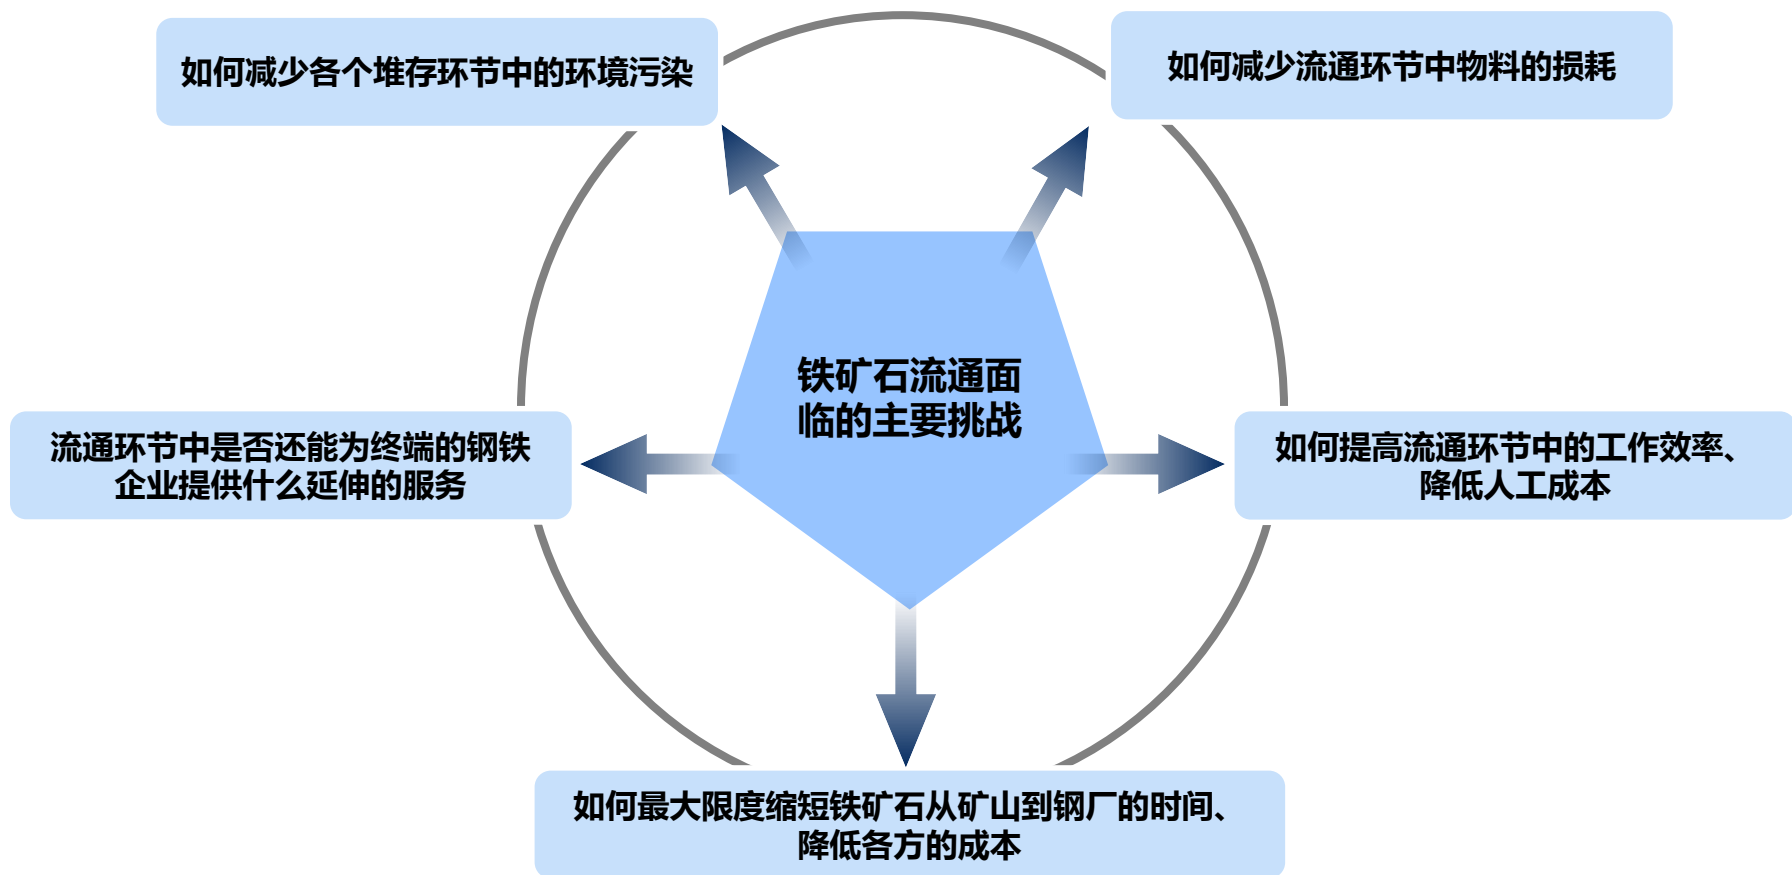 如何减少各个堆存环节中的环境污染
如何减少流通环节中物料的损耗
铁矿石流通面
临的主要挑战
流通环节中是否还能为终端的钢铁
企业提供什么延伸的服务
如何提高流通环节中的工作效率、
降低人工成本
如何最大限度缩短铁矿石从矿山到钢厂的时间、
降低各方的成本